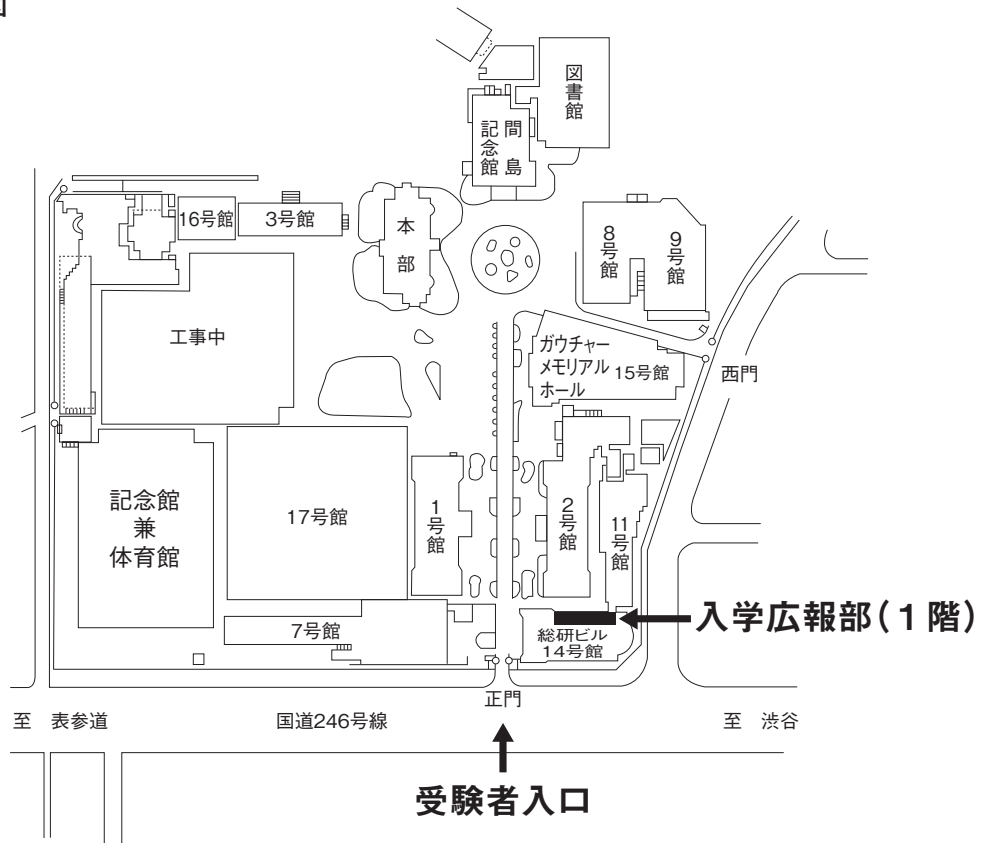 図書館
間島
記念館
16号館
3号館
本部
8号館
9号館
工事中
ガウチャー
メモリアル
ホール
15号館
西門
記念館
兼
体育館
17号館
1号館
2号館
11号館
入学広報部(1階)
7号館
総研ビル
14号館
正門
至 表参道
国道246号線
至 渋谷
受験者入口